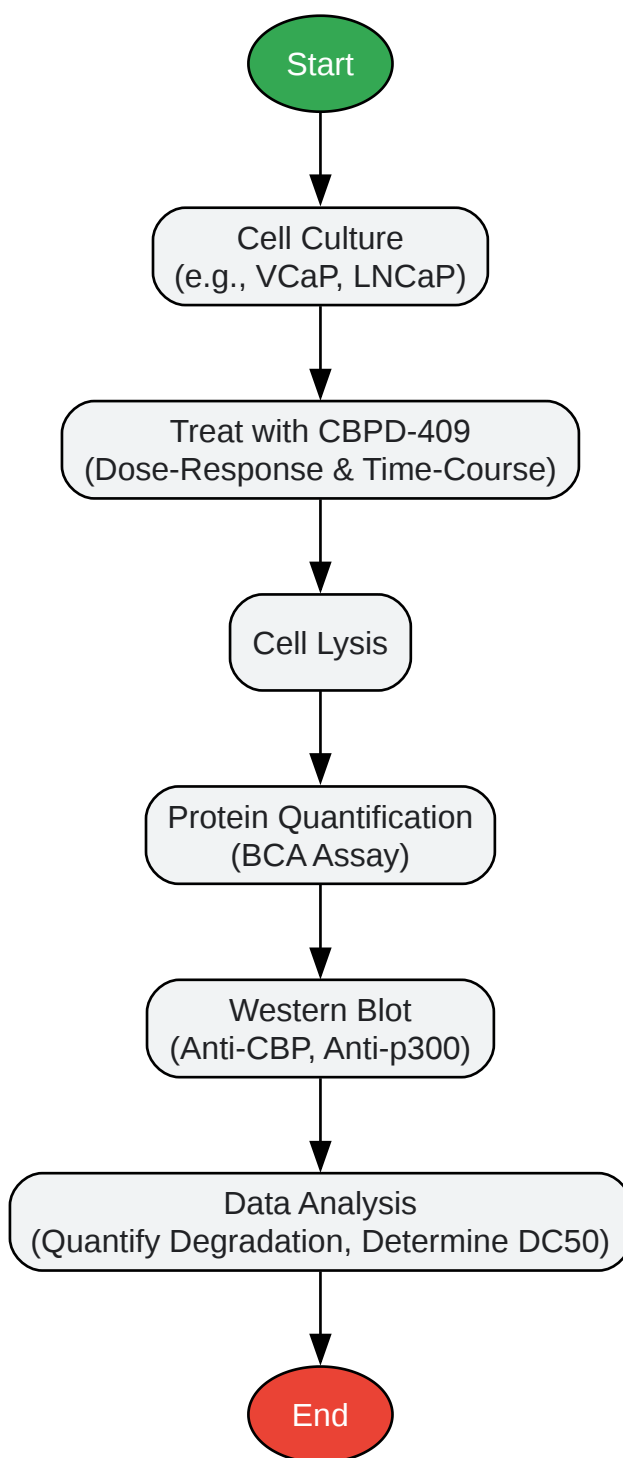 Start
Cell Culture
(e.g., VCaP, LNCaP)
Treat with CBPD-409
(Dose-Response & Time-Course)
Cell Lysis
Protein Quantification
(BCA Assay)
Western Blot
(Anti-CBP, Anti-p300)
Data Analysis
(Quantify Degradation, Determine DC50)
End